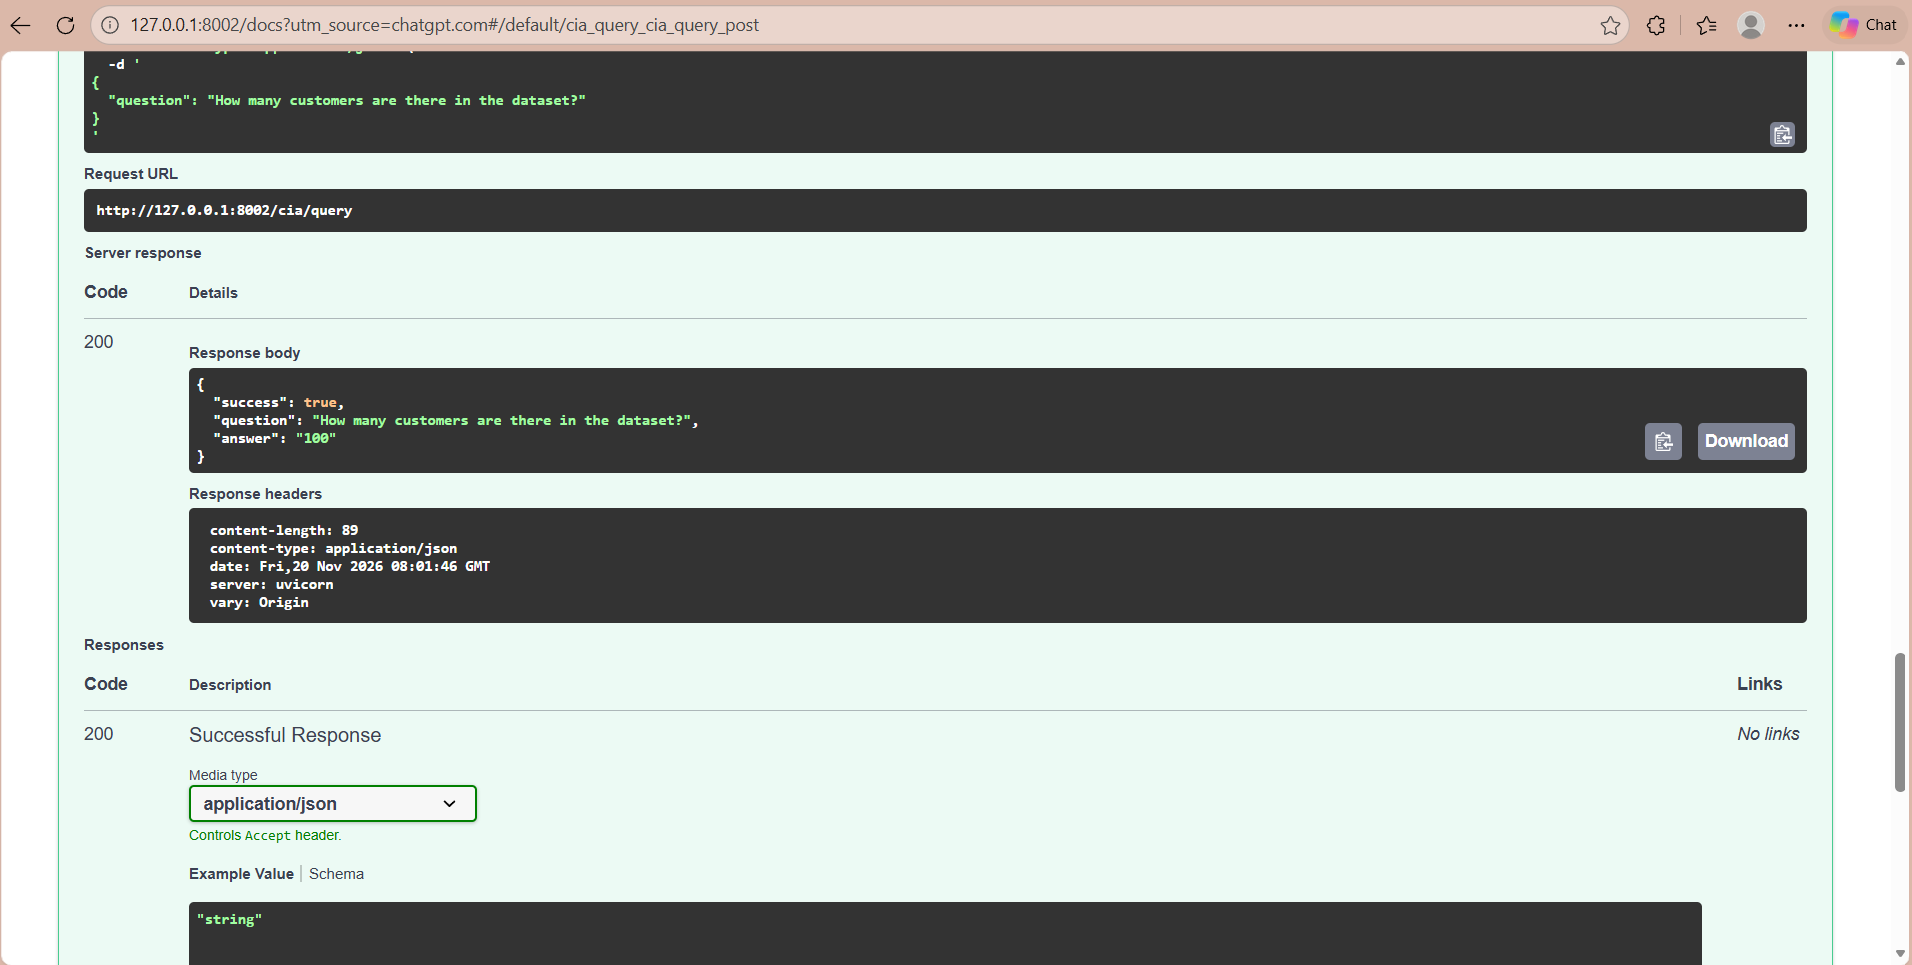 127.0.0.1:8002/docs?utm_source=chatgpt.com#/default/cia_query_cia_query_post
Chat
-d '
{
"question": "How many customers are there in the dataset?"
}
'
Request URL
http://127.0.0.1:8002/cia/query
Server response
Code Details
200
Response body
{
"success": true,
"question": "How many customers are there in the dataset?",
"answer": "100"
}
Download
Response headers
content-length: 89
content-type: application/json
date: Fri,20 Nov 2026 08:01:46 GMT
server: uvicorn
vary: Origin
Responses
Code Description Links
200 Successful Response No links
Media type
application/json
Controls Accept header.
Example Value Schema
"string"